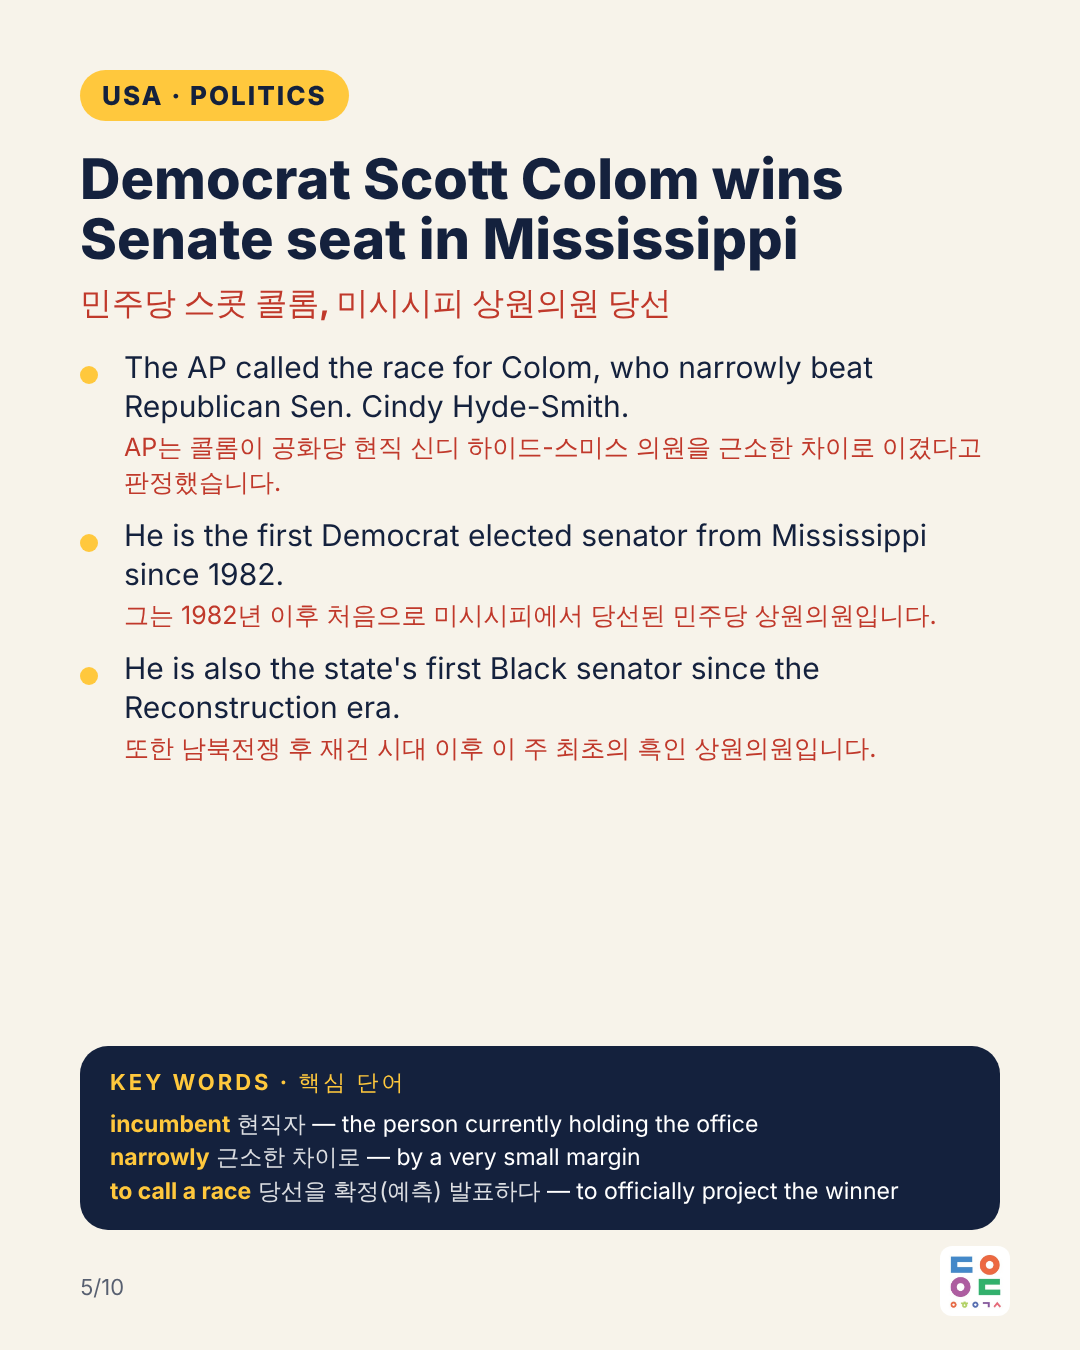 USA · POLITICS
Democrat Scott Colom wins
Senate seat in Mississippi
민주당 스콧 콜롬, 미시시피 상원의원 당선
The AP called the race for Colom, who narrowly beat
Republican Sen. Cindy Hyde-Smith.
AP는 콜롬이 공화당 현직 신디 하이드-스미스 의원을 근소한 차이로 이겼다고
판정했습니다.
He is the first Democrat elected senator from Mississippi
since 1982.
그는 1982년 이후 처음으로 미시시피에서 당선된 민주당 상원의원입니다.
He is also the state's first Black senator since the
Reconstruction era.
또한 남북전쟁 후 재건 시대 이후 이 주 최초의 흑인 상원의원입니다.
KEY WORDS · 핵심 단어
incumbent 현직자 — the person currently holding the office
narrowly 근소한 차이로 — by a very small margin
to call a race 당선을 확정(예측) 발표하다 — to officially project the winner
5/10